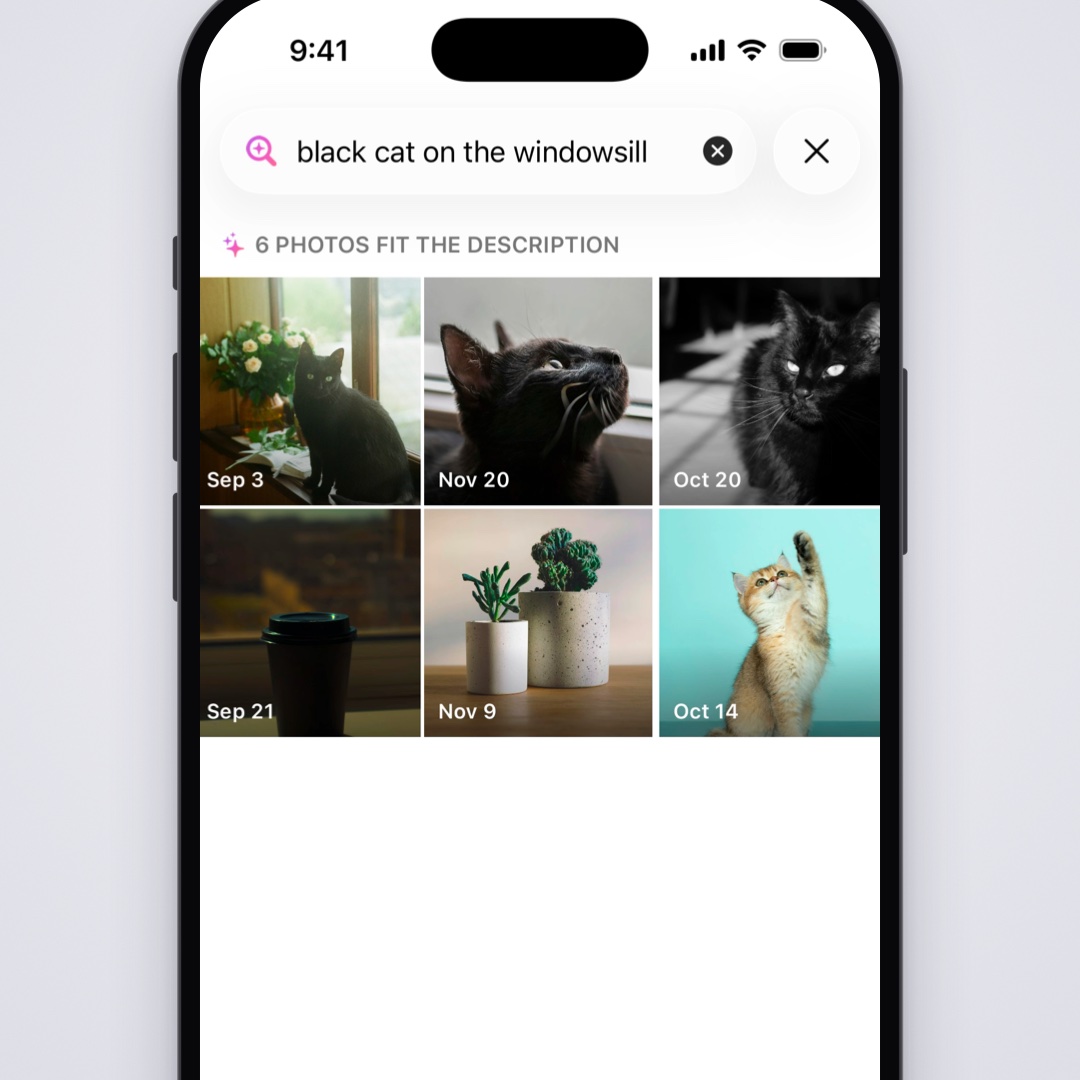 9:41
black cat on the windowsill
6 PHOTOS FIT THE DESCRIPTION
Sep 3
Nov 20
Oct 20
Sep 21
Nov 9
Oct 14